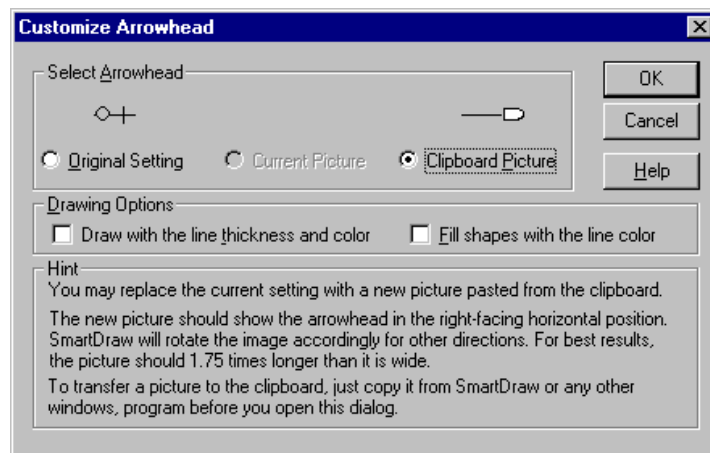 Customize Arrowhead
Select Arrowhead
OK
Cancel
Original Setting
Current Picture
Clipboard Picture
Help
Drawing Options
Draw with the line thickness and color
Fill shapes with the line color
Hint
You may replace the current setting with a new picture pasted from the clipboard.
The new picture should show the arrowhead in the right-facing horizontal position.
SmartDraw will rotate the image accordingly for other directions. For best results,
the picture should 1.75 times longer than it is wide.
To transfer a picture to the clipboard, just copy it from SmartDraw or any other
windows, program before you open this dialog.